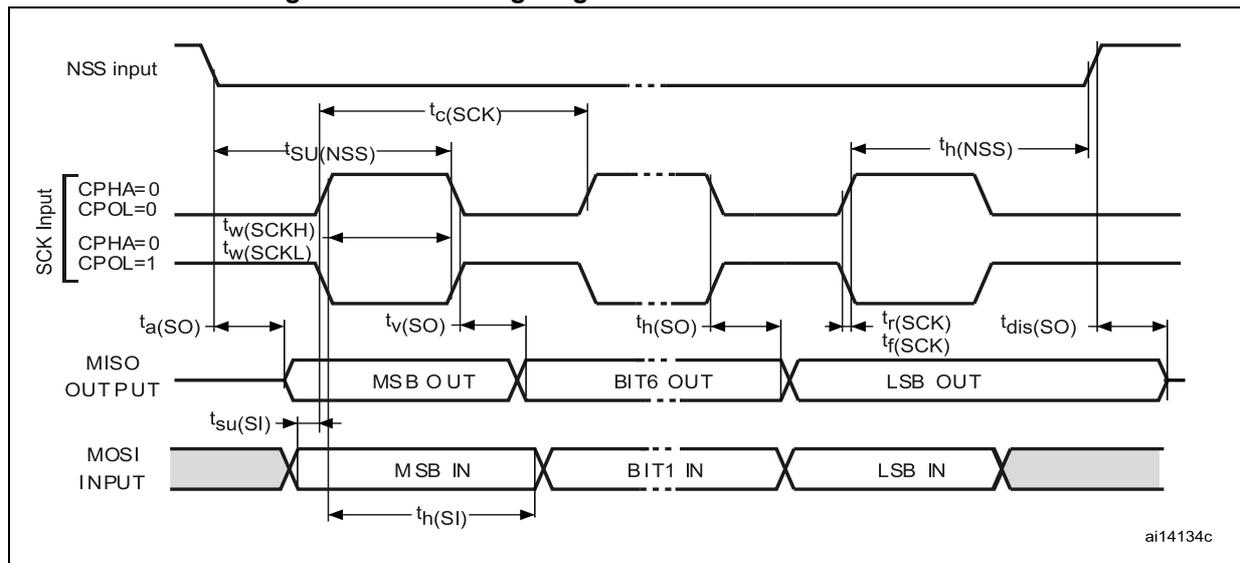 NSS input
tc(SCK)
tSU(NSS)
th(NSS)
SCK Input
CPHA=0
CPOL=0
tw(SCKH)
CPHA=0
tw(SCKL)
CPOL=1
ta(SO)
tv(SO)
th(SO)
tr(SCK)
tf(SCK)
tdis(SO)
MISO
OUTPUT
MSB OUT
BIT6 OUT
LSB OUT
tsu(SI)
MOSI
INPUT
MSB IN
BIT1 IN
LSB IN
th(SI)
ai14134c